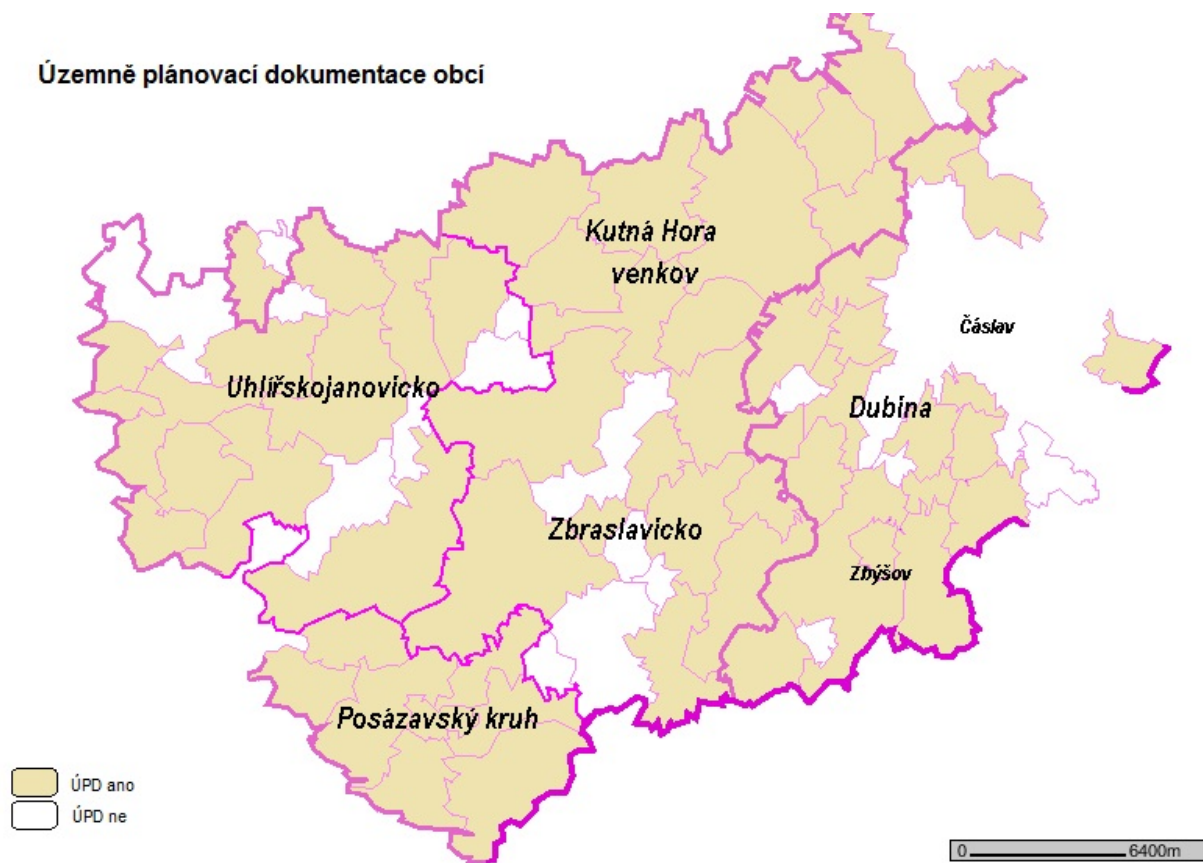 Územně plánovací dokumentace obcí
Kutná Hora
venkov
Čáslav
Uhlířskojanovicko
Dubina
Zbraslavicko
Zbýšov
Posázavský kruh
ÚPD ano
ÚPD ne
0 6400m